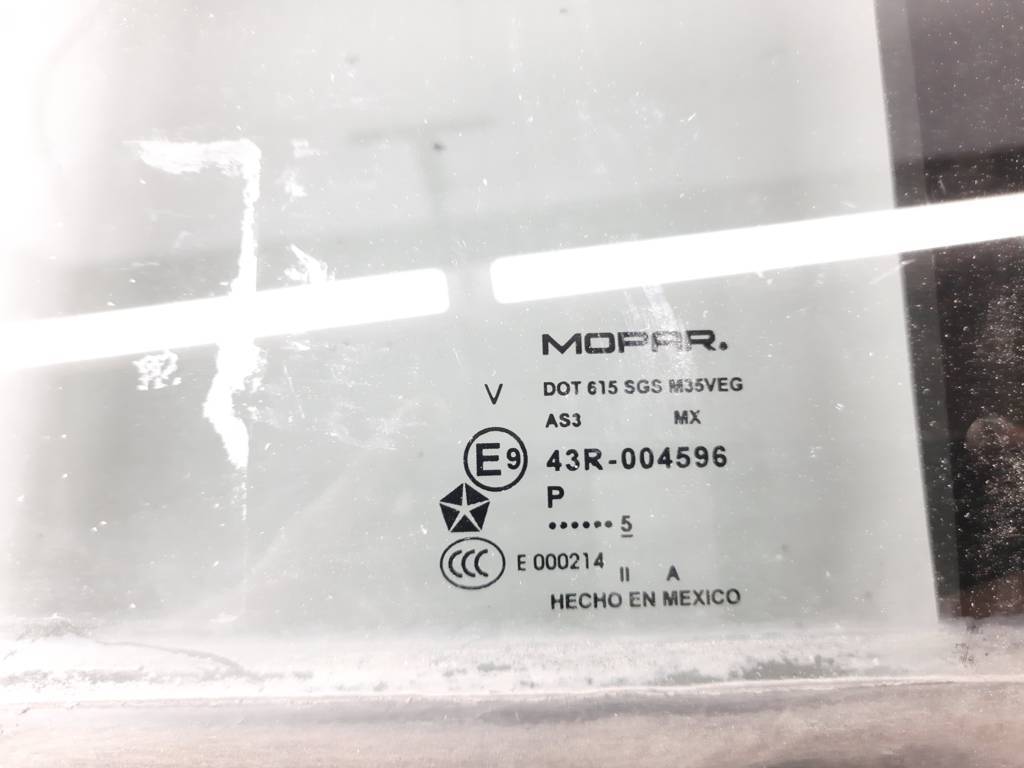 MOPAR.
V DOT 615 SGS M35VEG
AS3 MX
E9 43R-004596
P
...... 5
CCC E 000214
II A
HECHO EN MEXICO